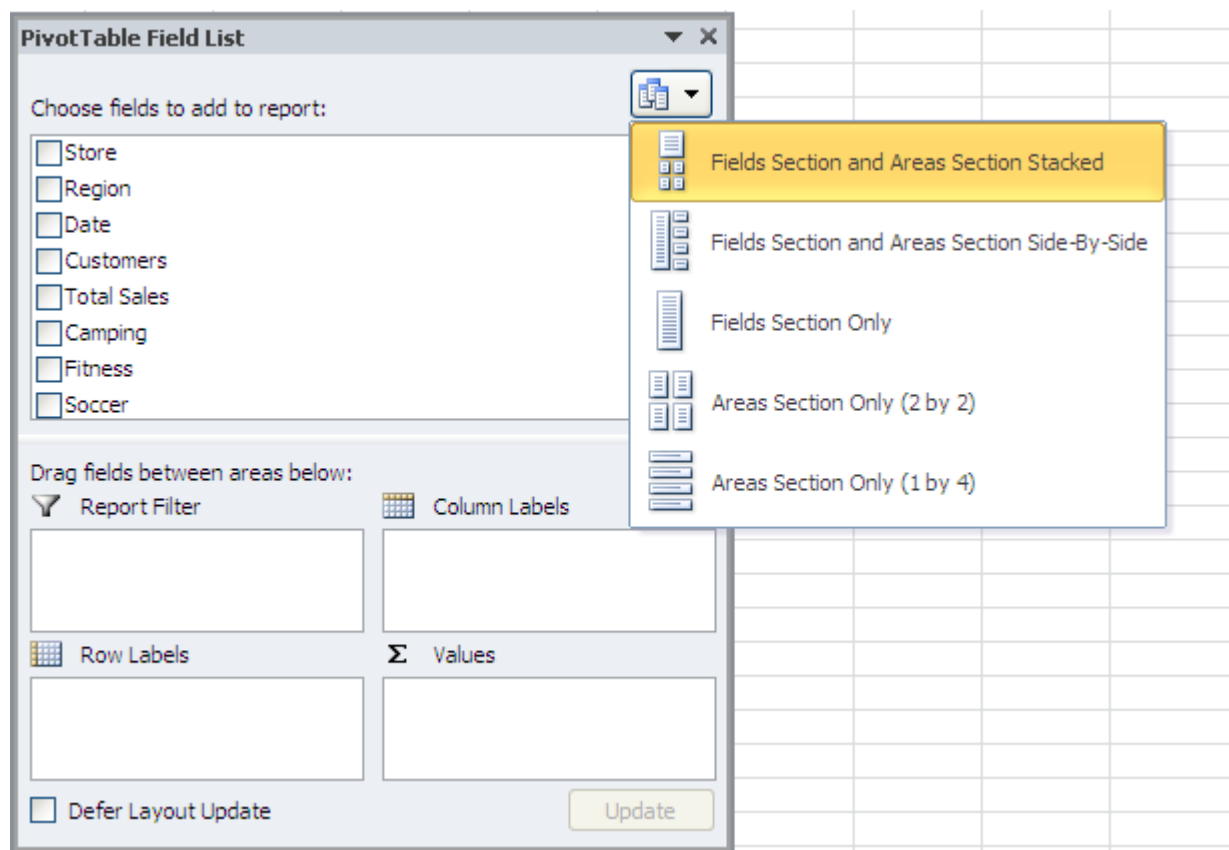 PivotTable Field List
Choose fields to add to report:
Store
Region
Date
Customers
Total Sales
Camping
Fitness
Soccer
Fields Section and Areas Section Stacked
Fields Section and Areas Section Side-By-Side
Fields Section Only
Areas Section Only (2 by 2)
Areas Section Only (1 by 4)
Drag fields between areas below:
Report Filter
Column Labels
Row Labels
Σ Values
Defer Layout Update
Update